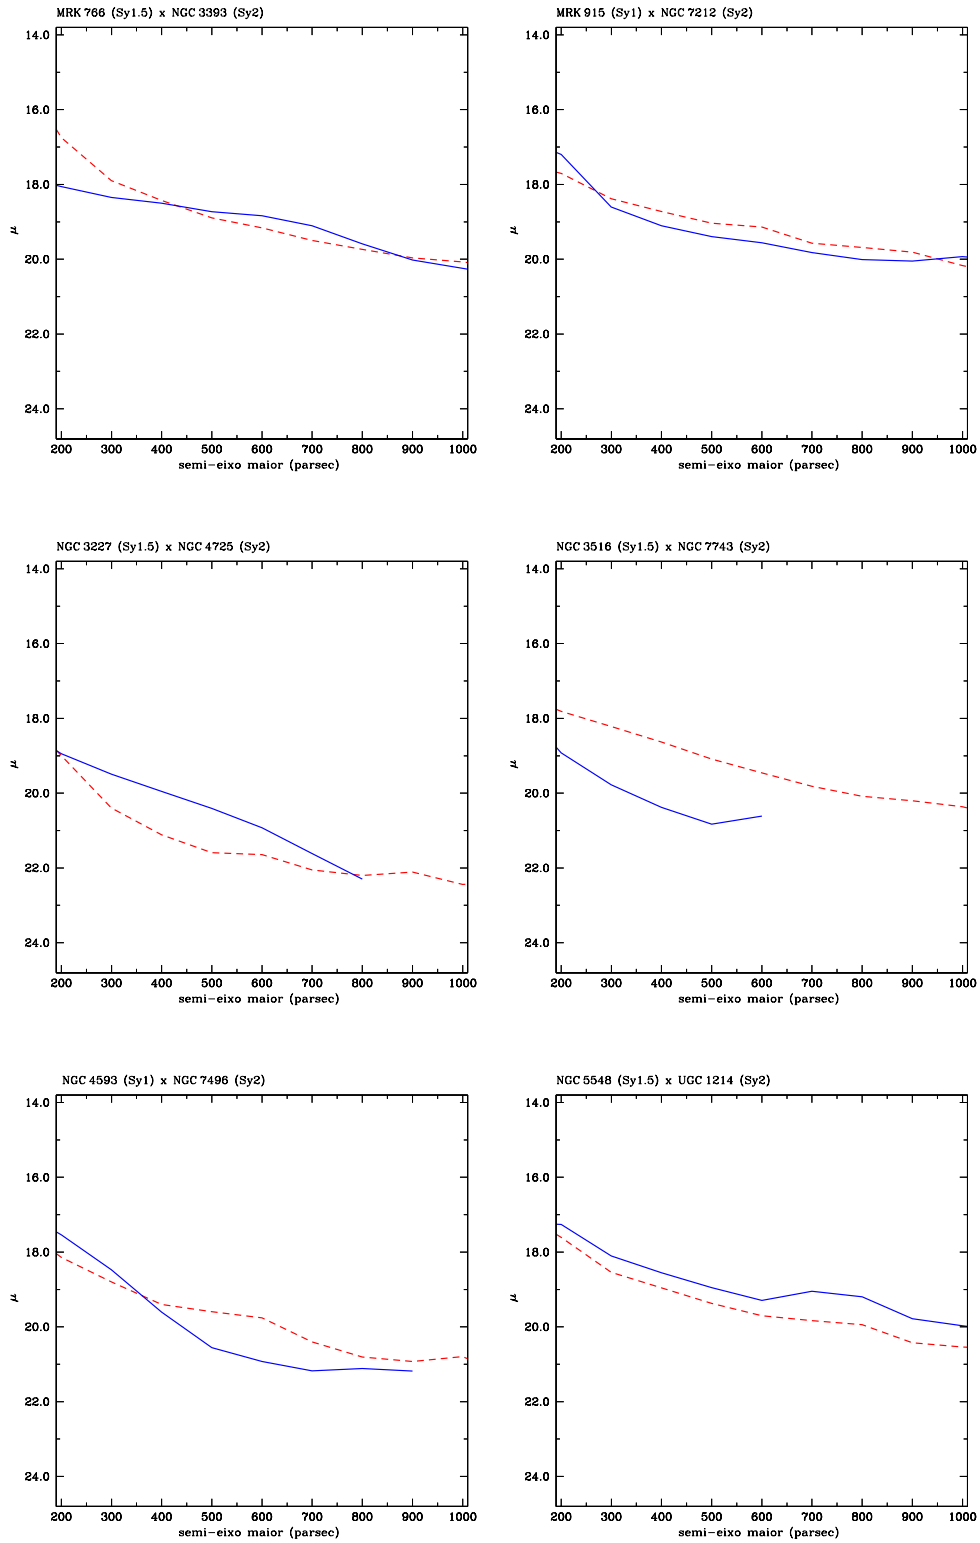 MRK 766 (Sy1.5) x NGC 3393 (Sy2)
14.0
16.0
18.0
20.0
22.0
24.0
μ
200 300 400 500 600 700 800 900 1000
semi-eixo maior (parsec)
MRK 915 (Sy1) x NGC 7212 (Sy2)
14.0
16.0
18.0
20.0
22.0
24.0
μ
200 300 400 500 600 700 800 900 1000
semi-eixo maior (parsec)
NGC 3227 (Sy1.5) x NGC 4725 (Sy2)
14.0
16.0
18.0
20.0
22.0
24.0
μ
200 300 400 500 600 700 800 900 1000
semi-eixo maior (parsec)
NGC 3516 (Sy1.5) x NGC 7743 (Sy2)
14.0
16.0
18.0
20.0
22.0
24.0
μ
200 300 400 500 600 700 800 900 1000
semi-eixo maior (parsec)
NGC 4593 (Sy1) x NGC 7496 (Sy2)
14.0
16.0
18.0
20.0
22.0
24.0
μ
200 300 400 500 600 700 800 900 1000
semi-eixo maior (parsec)
NGC 5548 (Sy1.5) x UGC 1214 (Sy2)
14.0
16.0
18.0
20.0
22.0
24.0
μ
200 300 400 500 600 700 800 900 1000
semi-eixo maior (parsec)